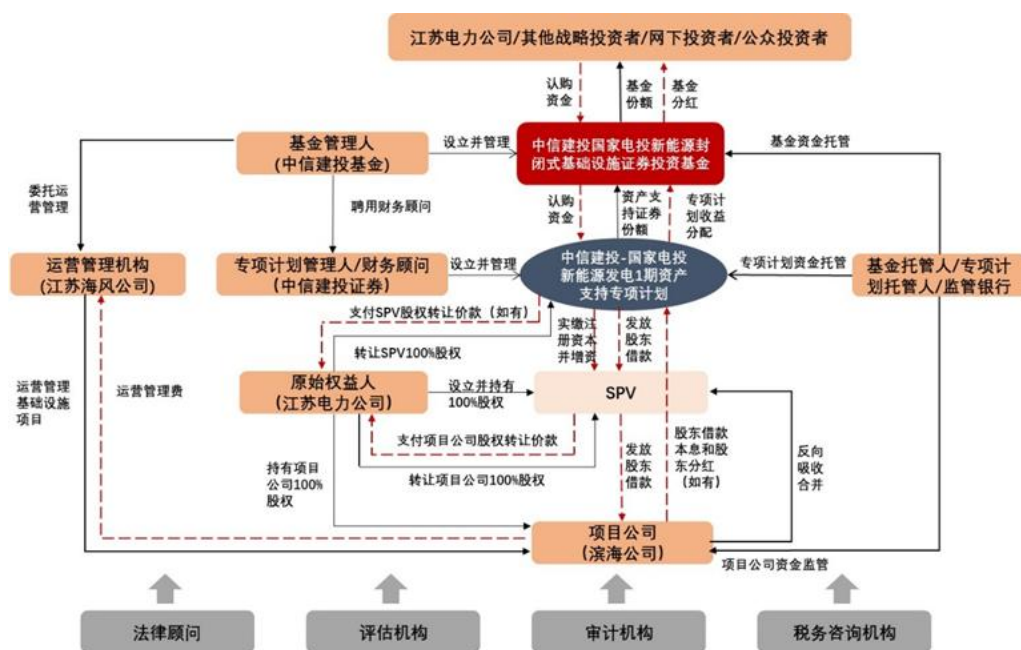 江苏电力公司/其他战略投资者/网下投资者/公众投资者
认购
资金
基金
份额
基金
分红
基金管理人
(中信建投基金)
设立并管理
中信建投国家电投新能源封
闭式基础设施证券投资基金
基金资金托管
委托运
营管理
聘用财务顾问
认购
资金
资产支
持证券
份额
专项计
划收益
分配
运营管理机构
(江苏海风公司)
专项计划管理人/财务顾问
(中信建投证券)
设立并管理
中信建投-国家电投
新能源发电1期资产
支持专项计划
专项计划资金托管
基金托管人/专项计
划托管人/监管银行
支付SPV股权转让价款（如有）
实缴注
册资本
并增资
发放
股东
借款
转让SPV100%股权
运营管理
基础设施
项目
运营管理费
原始权益人
(江苏电力公司)
设立并持有
100%股权
SPV
支付项目公司股权转让价款
持有项目
公司100%
股权
转让项目公司100%股权
发放
股东
借款
股东借款
本息和股
东分红
（如有）
反向
吸收
合并
项目公司
(滨海公司)
项目公司资金监管
法律顾问
评估机构
审计机构
税务咨询机构